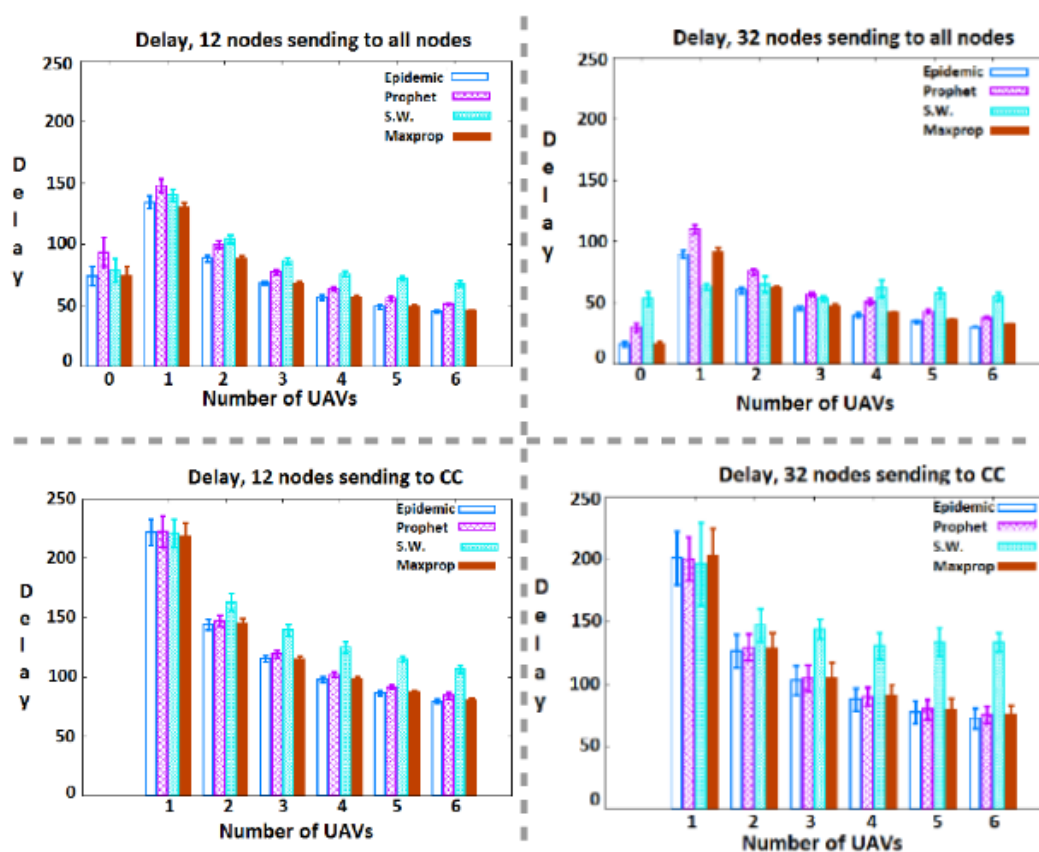 Delay, 12 nodes sending to all nodes
250
200
150
100
50
0
Delay
Epidemic
Prophet
S.W.
Maxprop
0 1 2 3 4 5 6
Number of UAVs
Delay, 32 nodes sending to all nodes
250
200
150
100
50
0
Delay
Epidemic
Prophet
S.W.
Maxprop
0 1 2 3 4 5 6
Number of UAVs
Delay, 12 nodes sending to CC
250
200
150
100
50
0
Delay
Epidemic
Prophet
S.W.
Maxprop
1 2 3 4 5 6
Number of UAVs
Delay, 32 nodes sending to CC
250
200
150
100
50
0
Delay
Epidemic
Prophet
S.W.
Maxprop
1 2 3 4 5 6
Number of UAVs